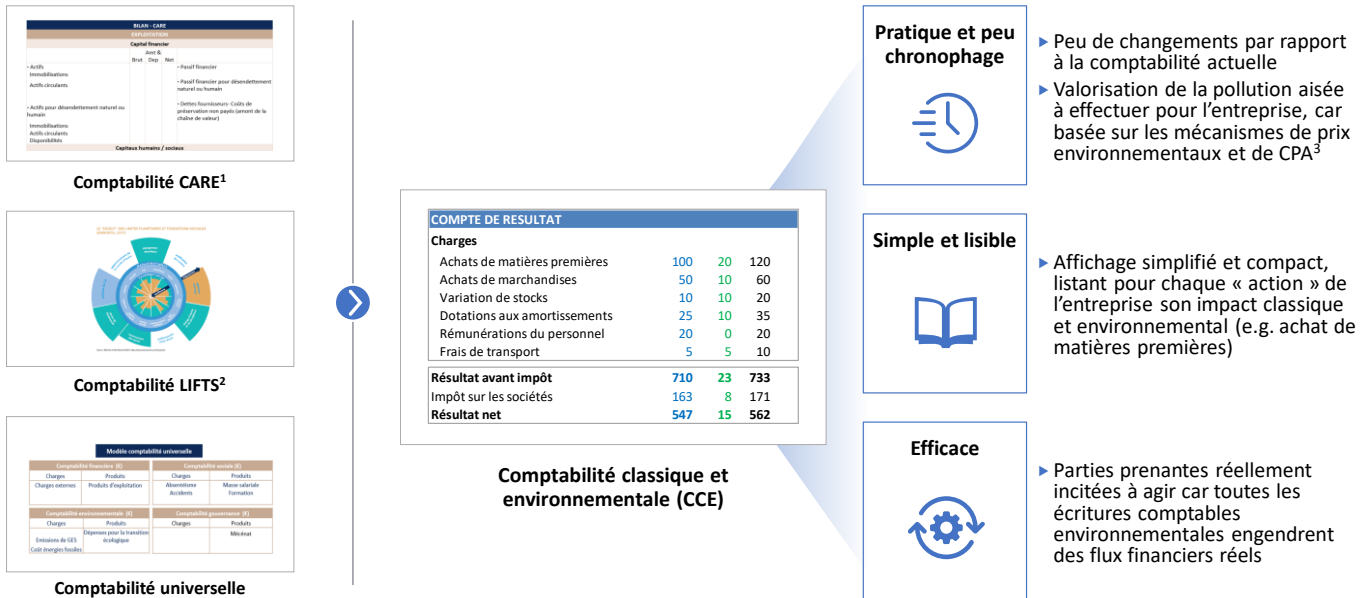 BILAN - CARE
EXPLOITATION
Capital financier
Amt &
Brut Dep Net
- Actifs
Immobilisations
Actifs circulants
- Actifs pour désendettement naturel ou
humain
Immobilisations
Actifs circulants
Disponibilités
- Passif financier
- Passif financier pour désendettement
naturel ou humain
- Dettes fournisseurs- Coûts de
préservation non payés (amont de la
chaîne de valeur)
Capitaux humains / sociaux
Comptabilité CARE¹
Comptabilité LIFTS²
Modèle comptabilité universelle
Comptabilité financière (€)
Charges Produits
Charges externes Produits d'exploitation
Comptabilité sociale (€)
Charges Produits
Absentéisme Masse salariale
Accidents Formation
Comptabilité environnementale (€)
Charges Produits
Emissions de GES Dépenses pour la transition
écologique
Coût énergies fossiles
Comptabilité gouvernance (€)
Charges Produits
Mécénat
Comptabilité universelle
COMPTE DE RESULTAT
Charges
Achats de matières premières 100 20 120
Achats de marchandises 50 10 60
Variation de stocks 10 10 20
Dotations aux amortissements 25 10 35
Rémunérations du personnel 20 0 20
Frais de transport 5 5 10
Résultat avant impôt 710 23 733
Impôt sur les sociétés 163 8 171
Résultat net 547 15 562
Comptabilité classique et
environnementale (CCE)
Pratique et peu
chronophage
Peu de changements par rapport
à la comptabilité actuelle
Valorisation de la pollution aisée
à effectuer pour l'entreprise, car
basée sur les mécanismes de prix
environnementaux et de CPA³
Simple et lisible
Affichage simplifié et compact,
listant pour chaque « action » de
l'entreprise son impact classique
et environnemental (e.g. achat de
matières premières)
Efficace
Parties prenantes réellement
incitées à agir car toutes les
écritures comptables
environnementales engendrent
des flux financiers réels